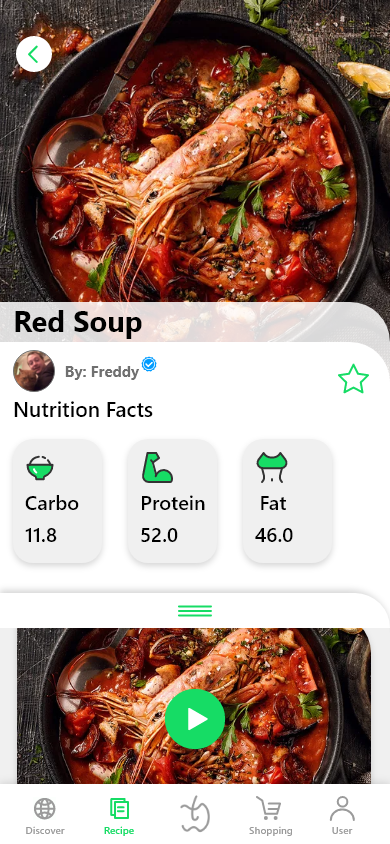 Red Soup
By: Freddy
Nutrition Facts
Carbo
11.8
Protein
52.0
Fat
46.0
Discover
Recipe
Shopping
User